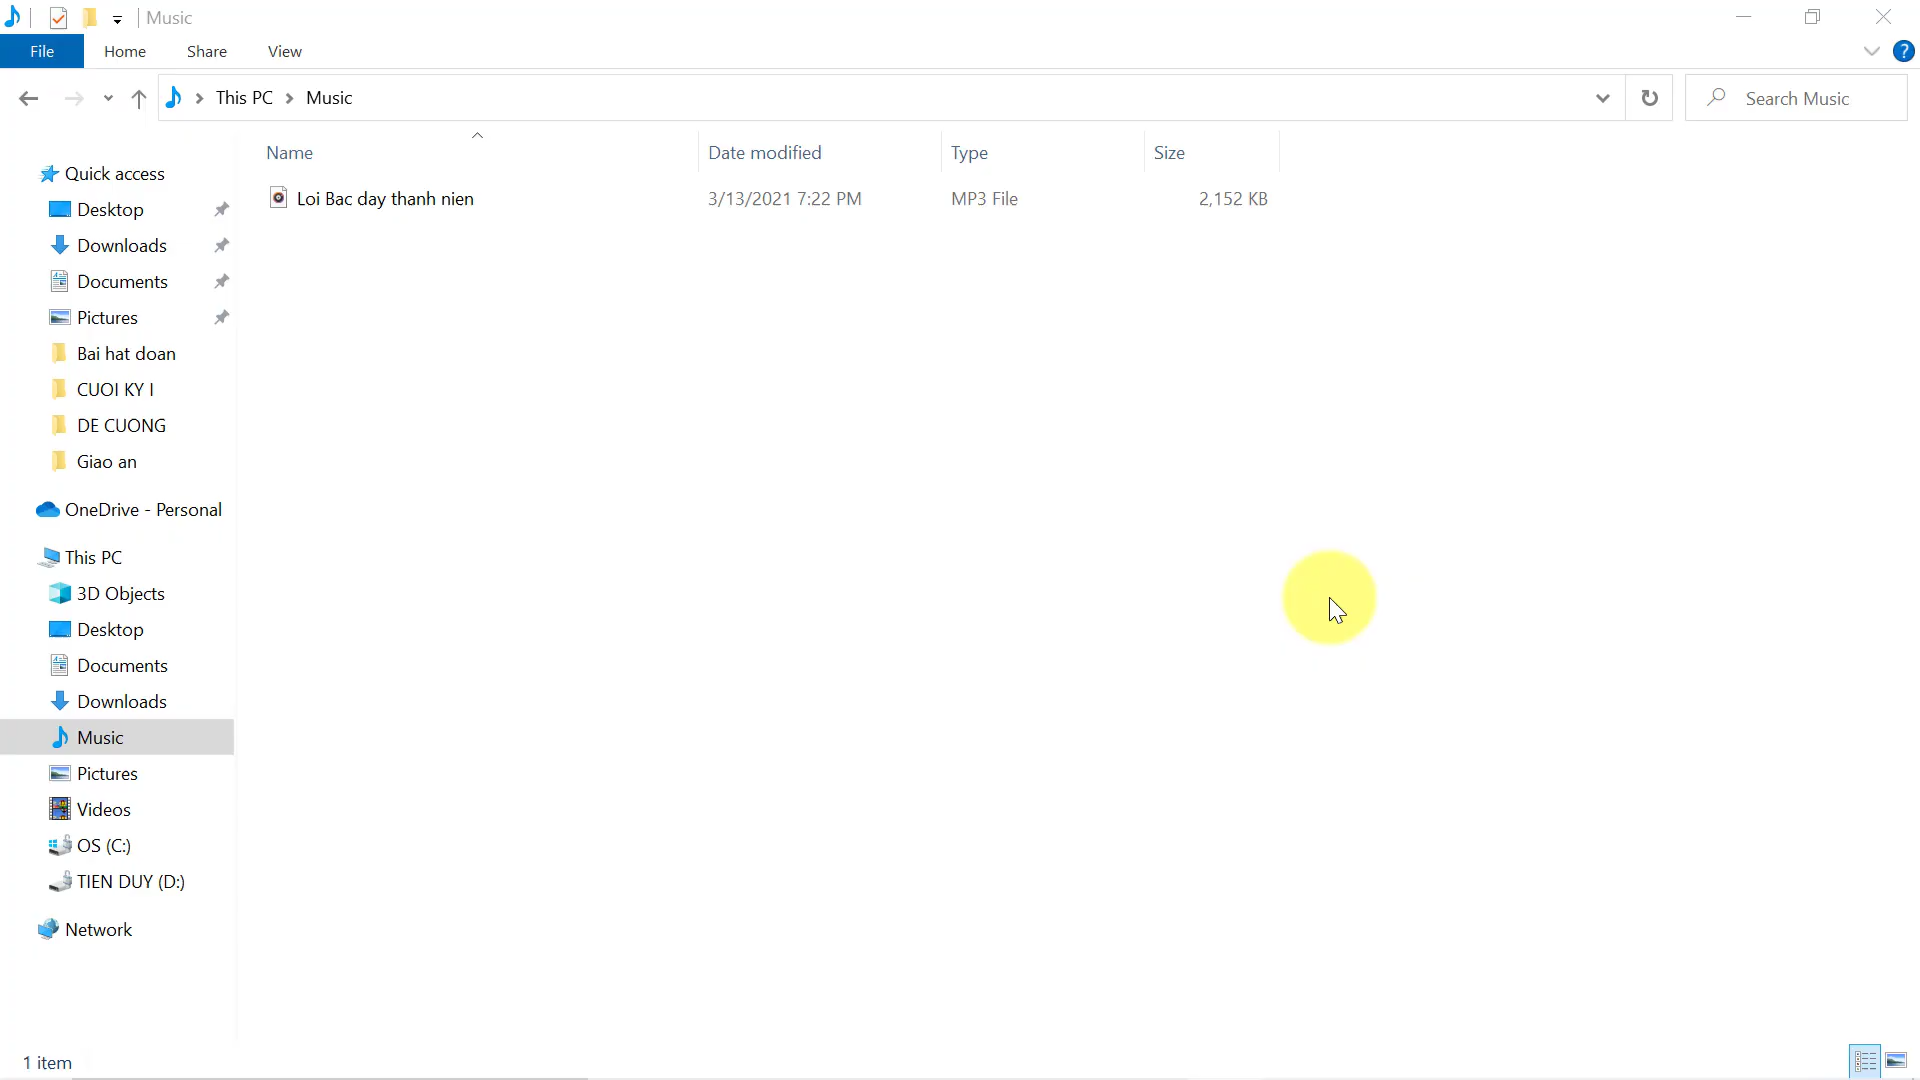 Music
File Home Share View
This PC Music
Search Music
Name Date modified Type Size
Loi Bac day thanh nien 3/13/2021 7:22 PM MP3 File 2,152 KB
Quick access
Desktop
Downloads
Documents
Pictures
Bai hat doan
CUOI KY I
DE CUONG
Giao an
OneDrive - Personal
This PC
3D Objects
Desktop
Documents
Downloads
Music
Pictures
Videos
OS (C:)
TIEN DUY (D:)
Network
1 item